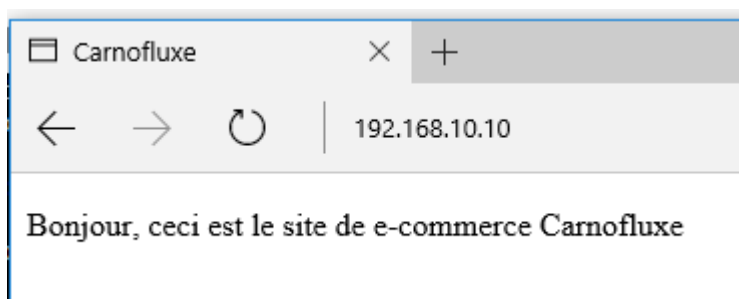 Carnofluxe
192.168.10.10
Bonjour, ceci est le site de e-commerce Carnofluxe